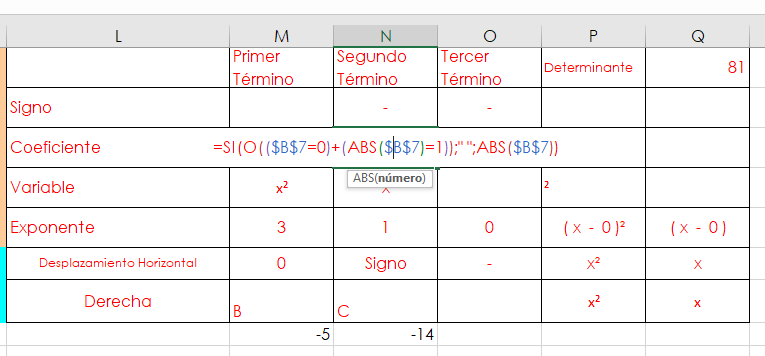 L M N O P Q
Primer Término Segundo Término Tercer Término Determinante 81
Signo - -
Coeficiente =SI(O(($B$7=0)+(ABS($B$7)=1));" ";ABS($B$7))
ABS(número)
Variable x² x ²
Exponente 3 1 0 ( x - 0 )² ( x - 0 )
Desplazamiento Horizontal 0 Signo - x² x
Derecha B C x² x
-5 -14